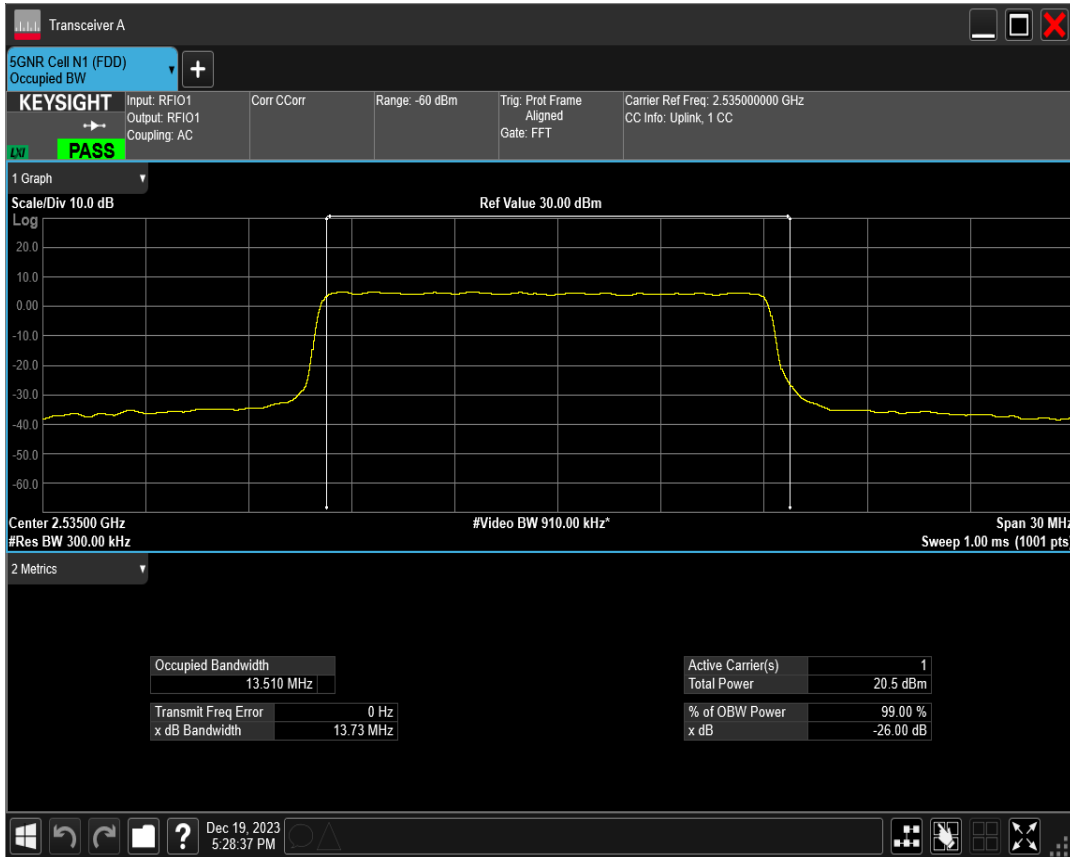 Transceiver A
5GNR Cell N1 (FDD)
Occupied BW
+
KEYSIGHT
LXI
PASS
Input: RFIO1
Output: RFIO1
Coupling: AC
Corr CCorr
Range: -60 dBm
Trig: Prot Frame
Aligned
Gate: FFT
Carrier Ref Freq: 2.535000000 GHz
CC Info: Uplink, 1 CC
1 Graph
Scale/Div 10.0 dB
Ref Value 30.00 dBm
Log
20.0
10.0
0.00
-10.0
-20.0
-30.0
-40.0
-50.0
-60.0
Center 2.53500 GHz
#Video BW 910.00 kHz*
Span 30 MHz
#Res BW 300.00 kHz
Sweep 1.00 ms (1001 pts)
2 Metrics
Occupied Bandwidth
13.510 MHz
Transmit Freq Error 0 Hz
x dB Bandwidth 13.73 MHz
Active Carrier(s) 1
Total Power 20.5 dBm
% of OBW Power 99.00 %
x dB -26.00 dB
?
Dec 19, 2023
5:28:37 PM